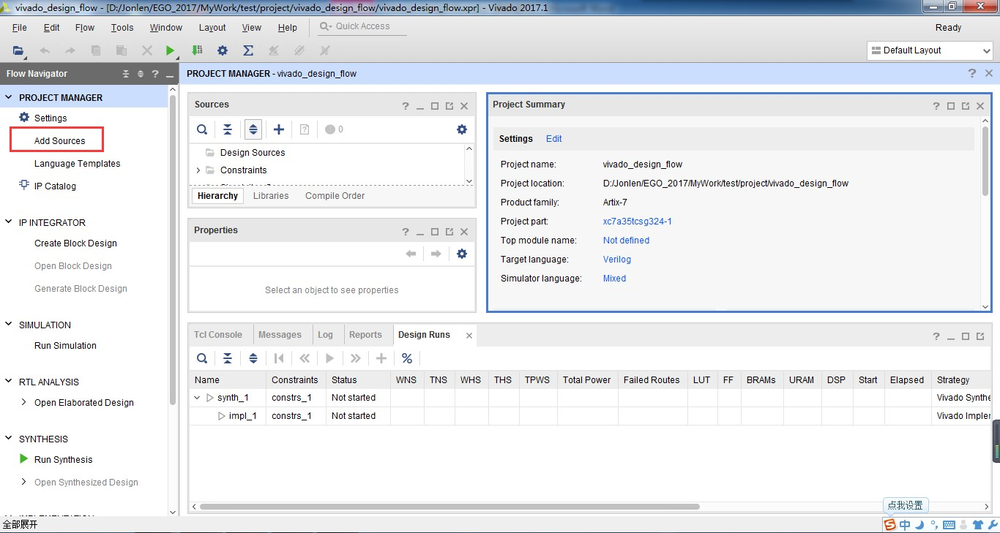 vivado_design_flow - [D:/Jonlen/EGO_2017/MyWork/test/project/vivado_design_flow/vivado_design_flow.xpr] - Vivado 2017.1
File Edit Flow Tools Window Layout View Help Quick Access Ready
Default Layout
Flow Navigator
PROJECT MANAGER
Settings
Add Sources
Language Templates
IP Catalog
IP INTEGRATOR
Create Block Design
Open Block Design
Generate Block Design
SIMULATION
Run Simulation
RTL ANALYSIS
Open Elaborated Design
SYNTHESIS
Run Synthesis
Open Synthesized Design
PROJECT MANAGER - vivado_design_flow
Sources
0
Design Sources
Constraints
Hierarchy Libraries Compile Order
Properties
Select an object to see properties
Project Summary
Settings Edit
Project name: vivado_design_flow
Project location: D:/Jonlen/EGO_2017/MyWork/test/project/vivado_design_flow
Product family: Artix-7
Project part: xc7a35tcsg324-1
Top module name: Not defined
Target language: Verilog
Simulator language: Mixed
Tcl Console Messages Log Reports Design Runs
%
Name Constraints Status WNS TNS WHS THS TPWS Total Power Failed Routes LUT FF BRAMs URAM DSP Start Elapsed Strategy
synth_1 constrs_1 Not started Vivado Synthe
impl_1 constrs_1 Not started Vivado Implem
点我设置
全部展开
中